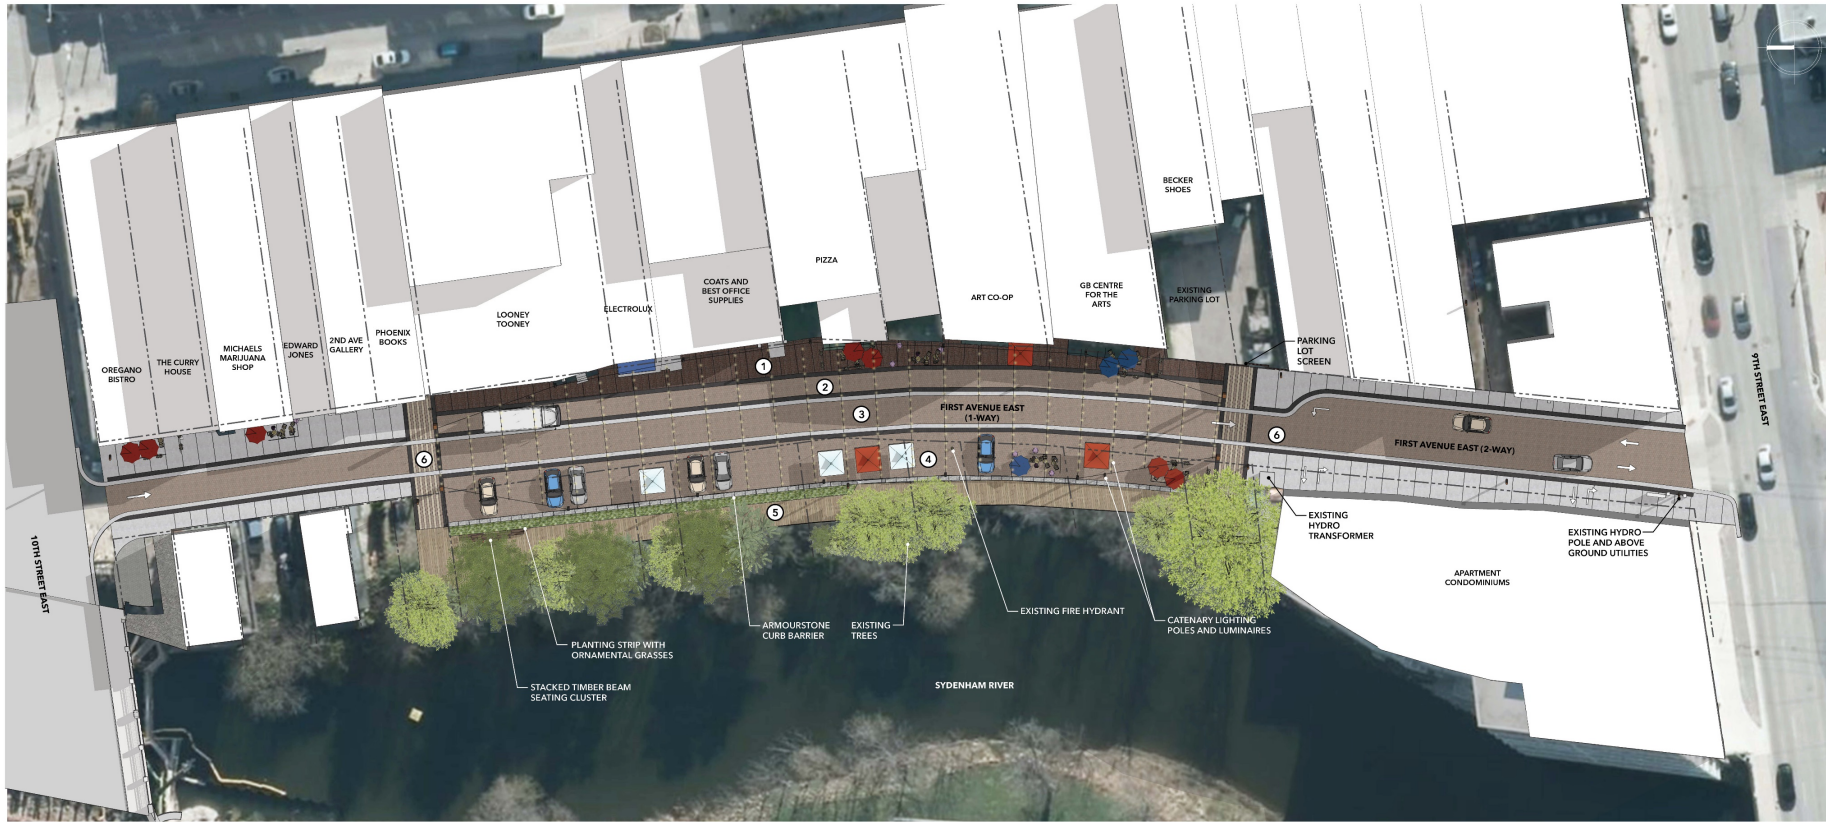 BECKER
SHOES
PIZZA
COATS AND
BEST OFFICE
SUPPLIES
ELECTROLUX
LOONEY
TOONEY
ART CO-OP
GB CENTRE
FOR THE
ARTS
EXISTING
PARKING LOT
PHOENIX
BOOKS
2ND AVE
GALLERY
EDWARD
JONES
MICHAELS
MARIJUANA
SHOP
THE CURRY
HOUSE
OREGANO
BISTRO
PARKING
LOT
SCREEN
9TH STREET EAST
1
2
3
FIRST AVENUE EAST
(1-WAY)
6
FIRST AVENUE EAST (2-WAY)
6
4
5
10TH STREET EAST
EXISTING
HYDRO
TRANSFORMER
EXISTING HYDRO
POLE AND ABOVE
GROUND UTILITIES
APARTMENT
CONDOMINIUMS
EXISTING FIRE HYDRANT
CATENARY LIGHTING
POLES AND LUMINAIRES
ARMOURSTONE
CURB BARRIER
EXISTING
TREES
PLANTING STRIP WITH
ORNAMENTAL GRASSES
STACKED TIMBER BEAM
SEATING CLUSTER
SYDENHAM RIVER